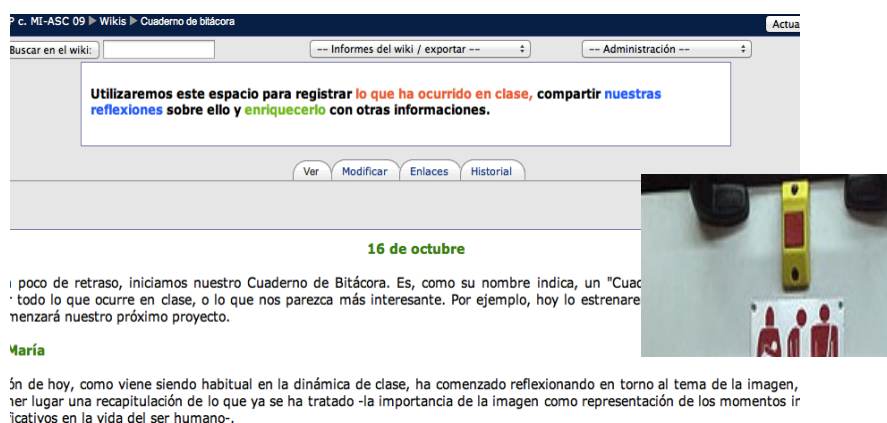 P c. MI-ASC 09 ▶ Wikis ▶ Cuaderno de bitácora
Actua
Buscar en el wiki:
-- Informes del wiki / exportar --
-- Administración --
Utilizaremos este espacio para registrar lo que ha ocurrido en clase, compartir nuestras
reflexiones sobre ello y enriquecerlo con otras informaciones.
Ver Modificar Enlaces Historial
16 de octubre
poco de retraso, iniciamos nuestro Cuaderno de Bitácora. Es, como su nombre indica, un "Cuac
r todo lo que ocurre en clase, o lo que nos parezca más interesante. Por ejemplo, hoy lo estrenare
menzará nuestro próximo proyecto.
María
ón de hoy, como viene siendo habitual en la dinámica de clase, ha comenzado reflexionando en torno al tema de la imagen,
ner lugar una recapitulación de lo que ya se ha tratado -la importancia de la imagen como representación de los momentos ir
ificativos en la vida del ser humano-.